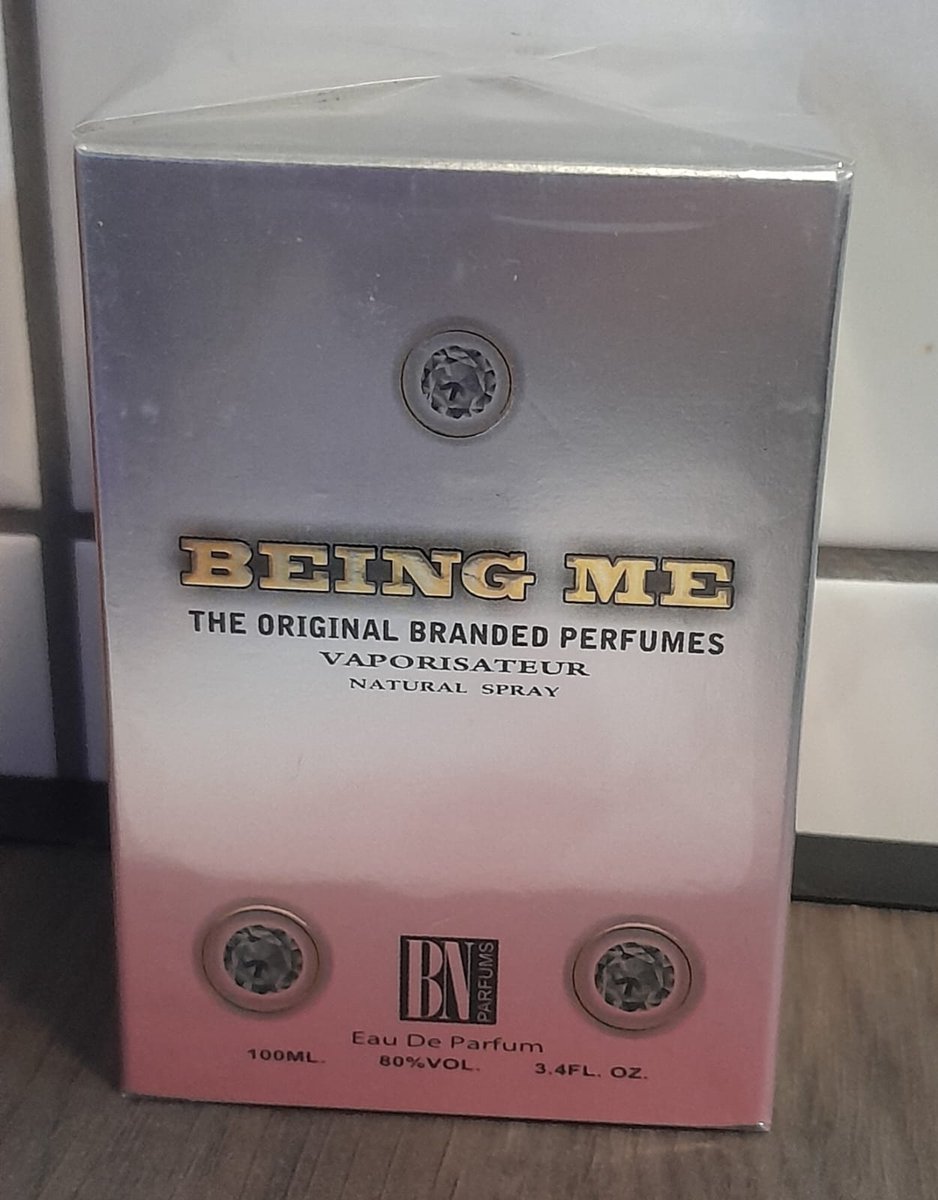 BEING ME
THE ORIGINAL BRANDED PERFUMES
VAPORISATEUR
NATURAL SPRAY
BN PARFUMS
Eau De Parfum
100ML. 80%VOL. 3.4FL. OZ.